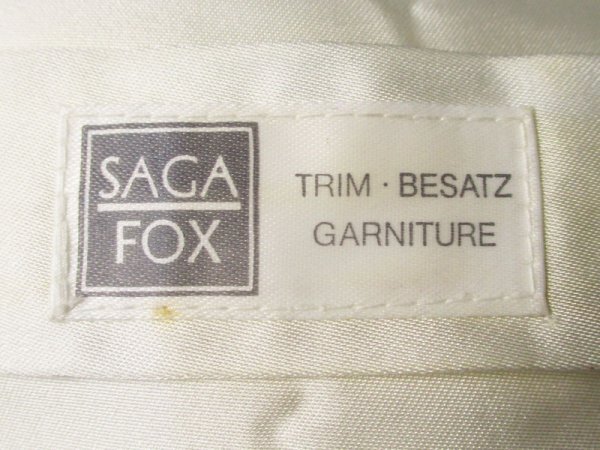 SAGA
FOX
TRIM · BESATZ
GARNITURE